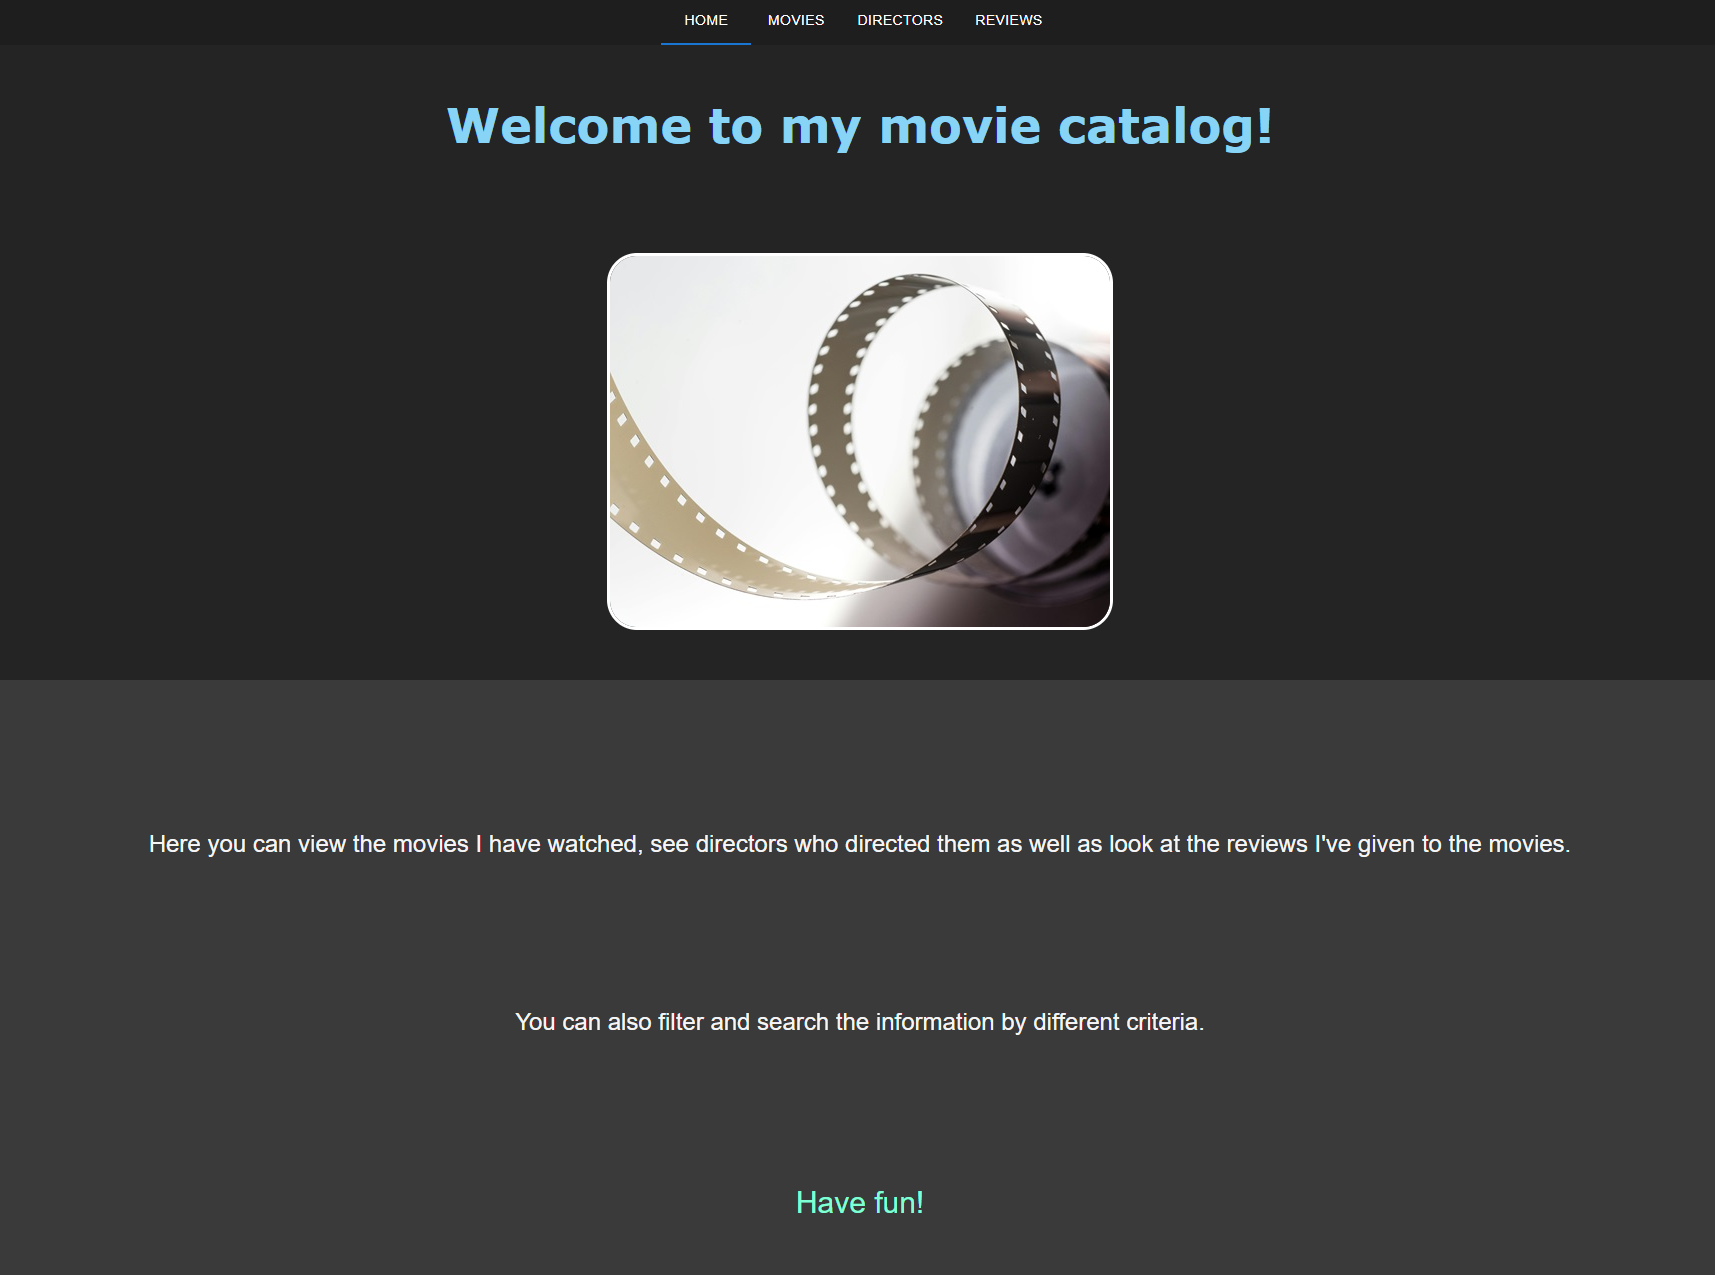 HOME MOVIES DIRECTORS REVIEWS
Welcome to my movie catalog!
Here you can view the movies I have watched, see directors who directed them as well as look at the reviews I've given to the movies.
You can also filter and search the information by different criteria.
Have fun!